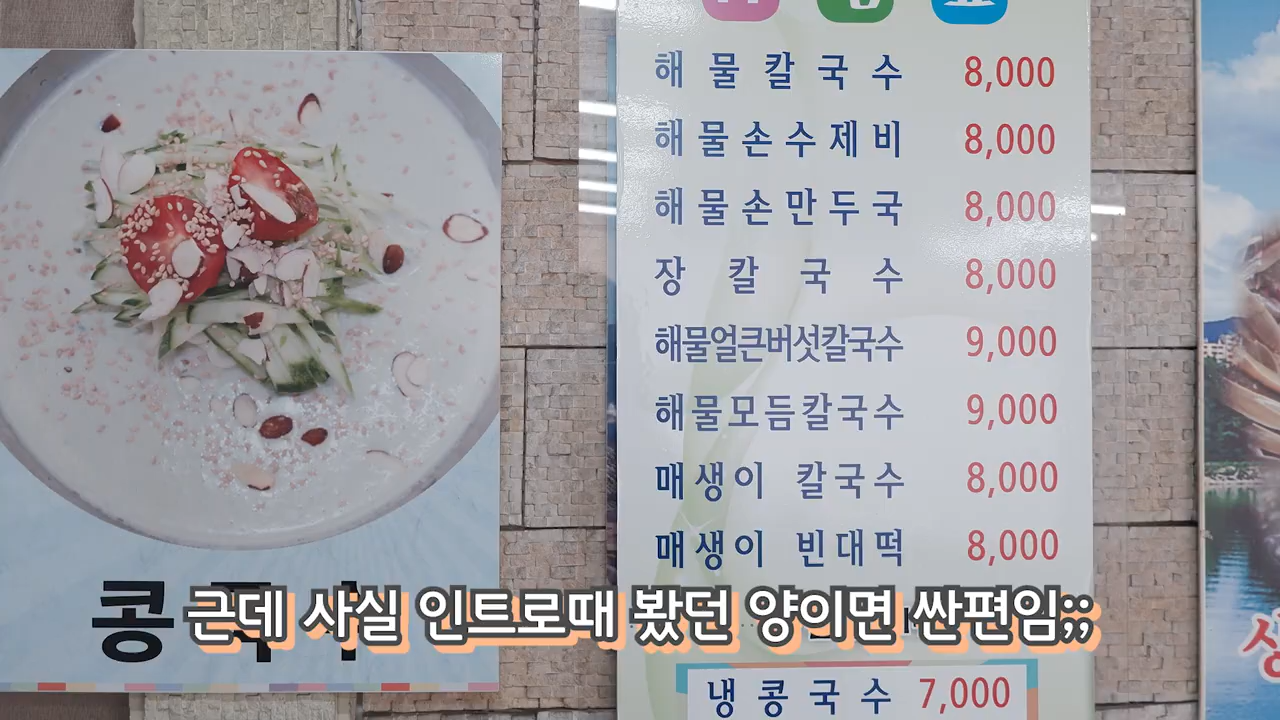 해물칼국수 8,000
해물손수제비 8,000
해물손만두국 8,000
장칼국수 8,000
해물얼큰버섯칼국수 9,000
해물모듬칼국수 9,000
매생이 칼국수 8,000
매생이 빈대떡 8,000
콩
근데 사실 인트로때 봤던 양이면 싼편임;;
냉콩국수 7,000